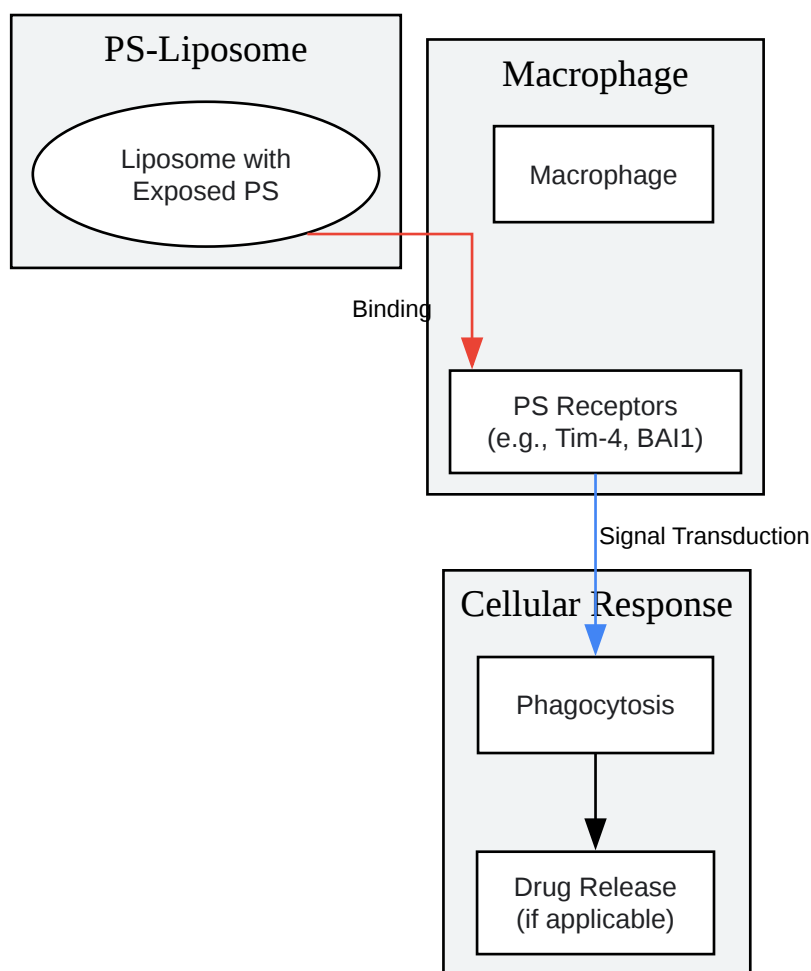 PS-Liposome
Liposome with
Exposed PS
Macrophage
Macrophage
Binding
PS Receptors
(e.g., Tim-4, BAI1)
Signal Transduction
Cellular Response
Phagocytosis
Drug Release
(if applicable)